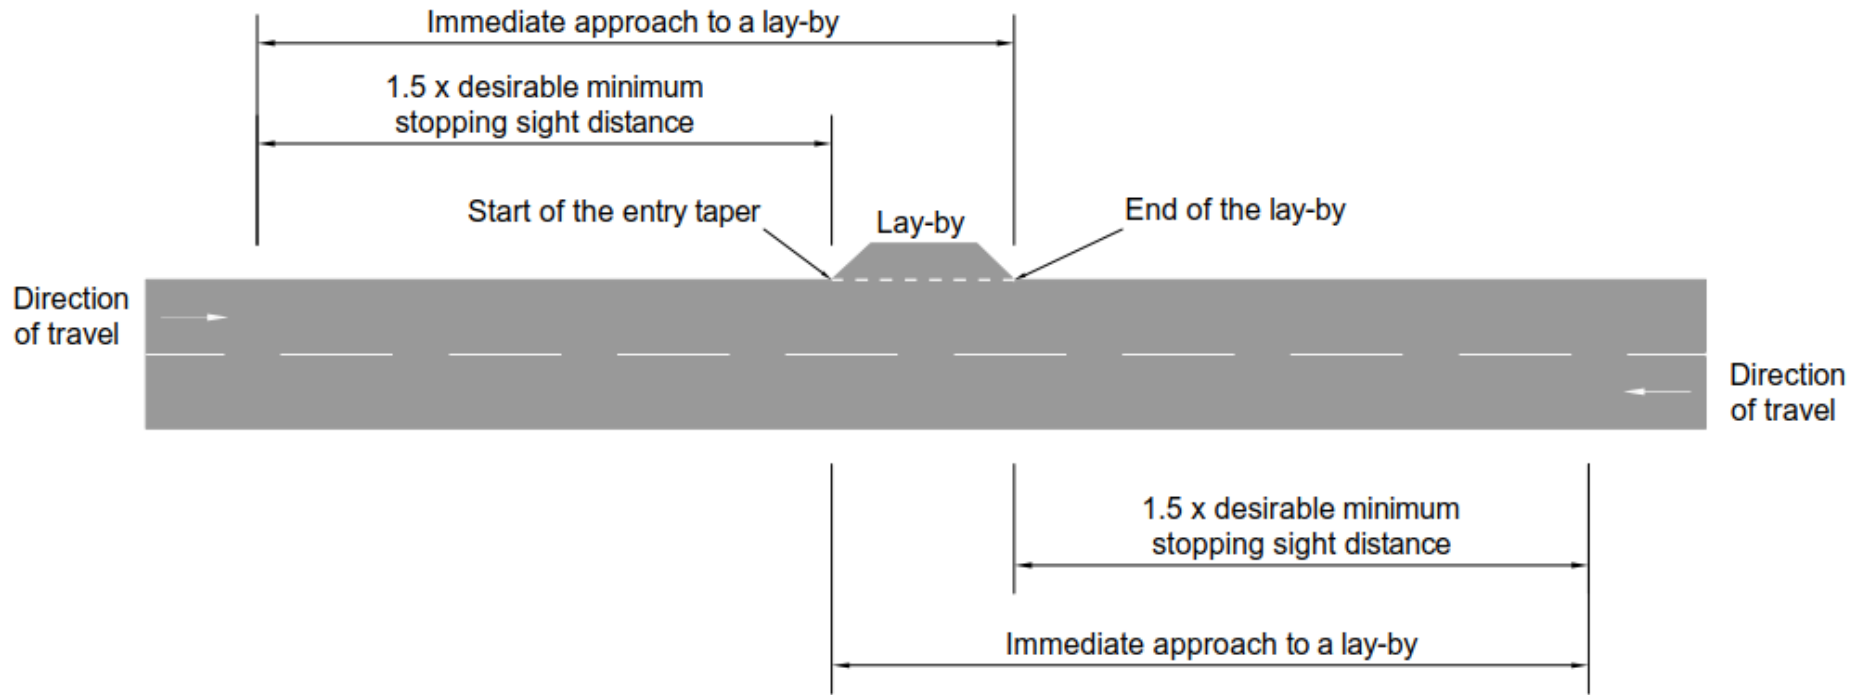 Immediate approach to a lay-by
1.5 x desirable minimum
stopping sight distance
Start of the entry taper
Lay-by
End of the lay-by
Direction
of travel
Direction
of travel
1.5 x desirable minimum
stopping sight distance
Immediate approach to a lay-by